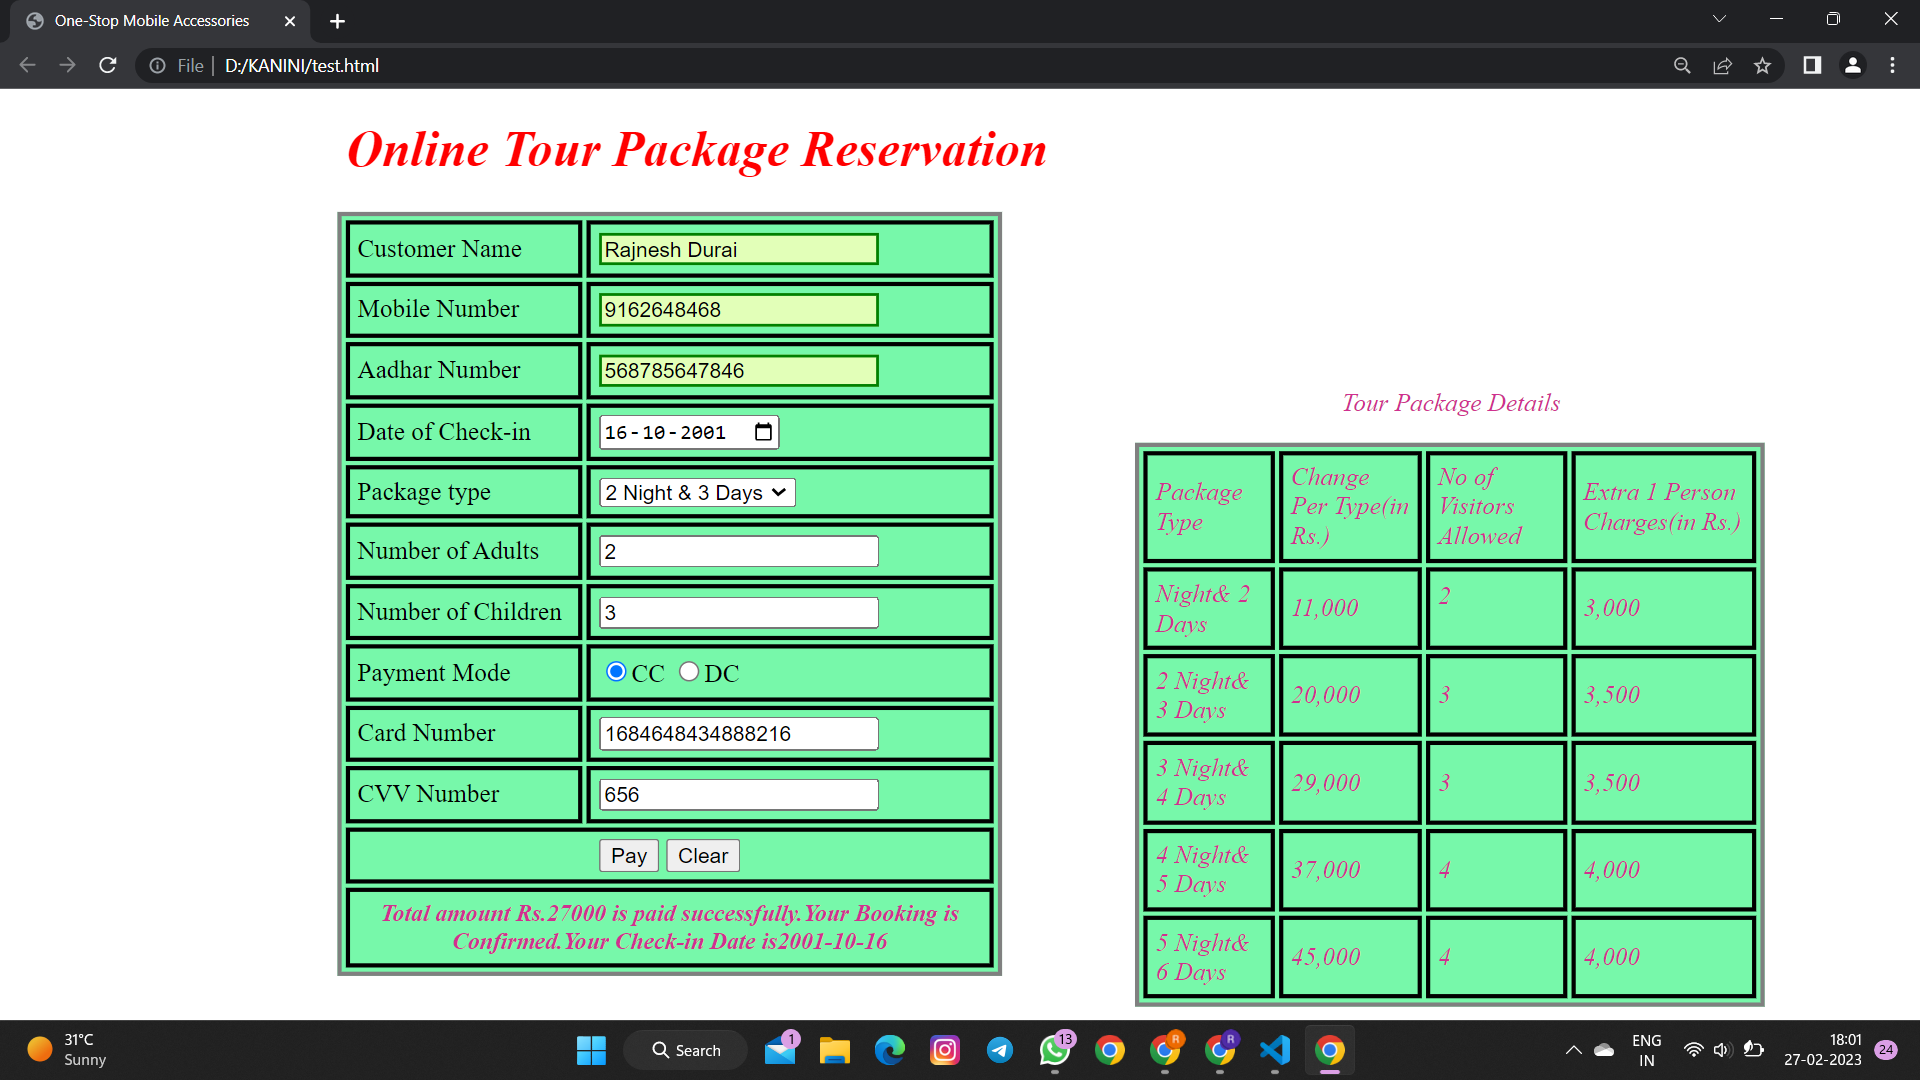 One-Stop Mobile Accessories
File | D:/KANINI/test.html
Online Tour Package Reservation
Customer Name Rajnesh Durai
Mobile Number 9162648468
Aadhar Number 568785647846
Date of Check-in 16-10-2001
Package type 2 Night & 3 Days
Number of Adults 2
Number of Children 3
Payment Mode CC DC
Card Number 1684648434888216
CVV Number 656
Pay Clear
Total amount Rs.27000 is paid successfully.Your Booking is
Confirmed.Your Check-in Date is2001-10-16
Tour Package Details
Package
Type
Change
Per Type(in
Rs.)
No of
Visitors
Allowed
Extra 1 Person
Charges(in Rs.)
Night& 2
Days
11,000
2
3,000
2 Night&
3 Days
20,000
3
3,500
3 Night&
4 Days
29,000
3
3,500
4 Night&
5 Days
37,000
4
4,000
5 Night&
6 Days
45,000
4
4,000
31°C
Sunny
Search
1
13
R
R
ENG
IN
18:01
27-02-2023
24